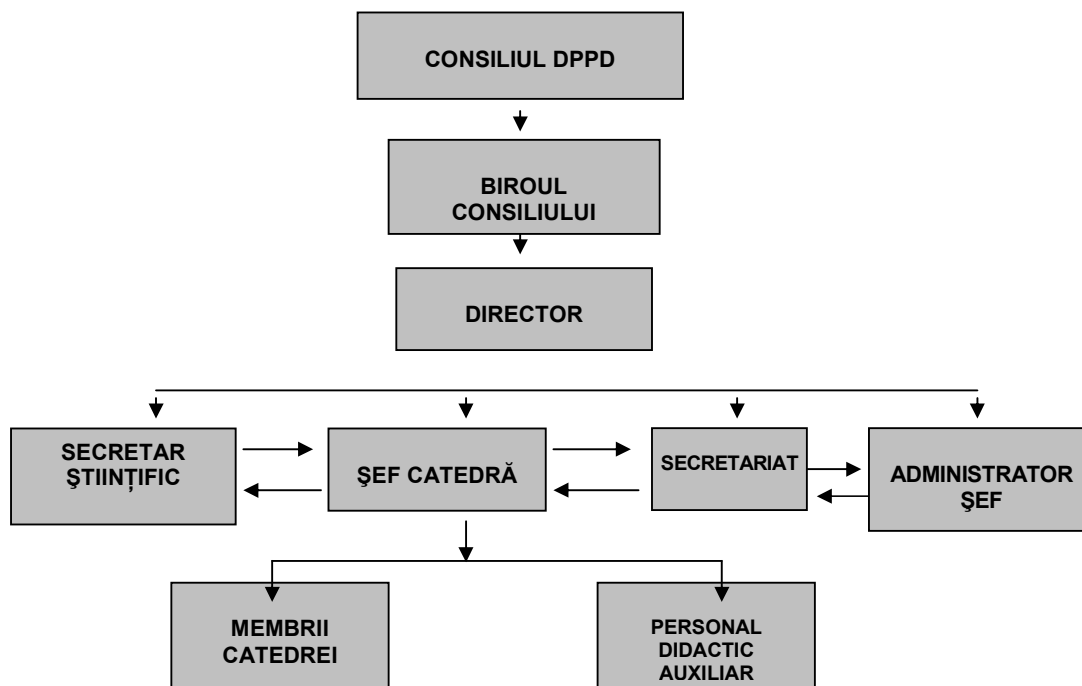 CONSILIUL DPPD
BIROUL
CONSILIULUI
DIRECTOR
SECRETAR
ŞTIINȚIFIC
ŞEF CATEDRĂ
SECRETARIAT
ADMINISTRATOR
ŞEF
MEMBRII
CATEDREI
PERSONAL
DIDACTIC
AUXILIAR